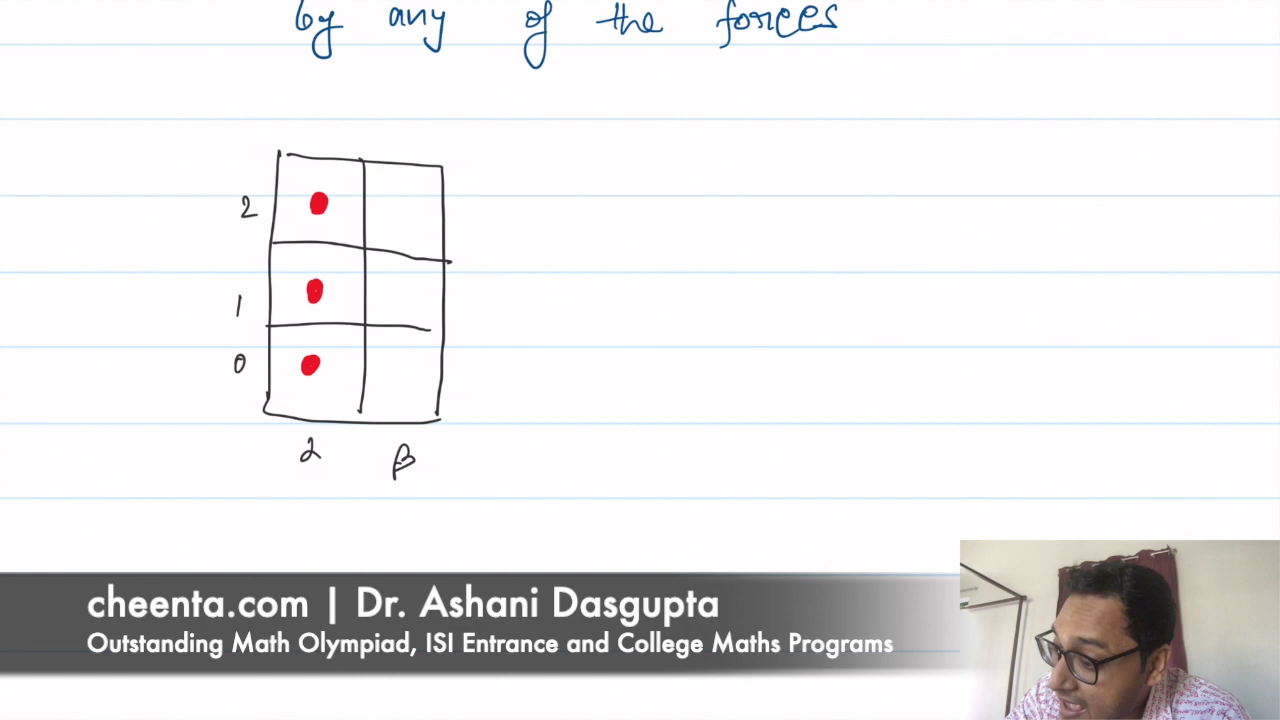 by any of the forces
2
1
0
α β
cheenta.com | Dr. Ashani Dasgupta
Outstanding Math Olympiad, ISI Entrance and College Maths Programs